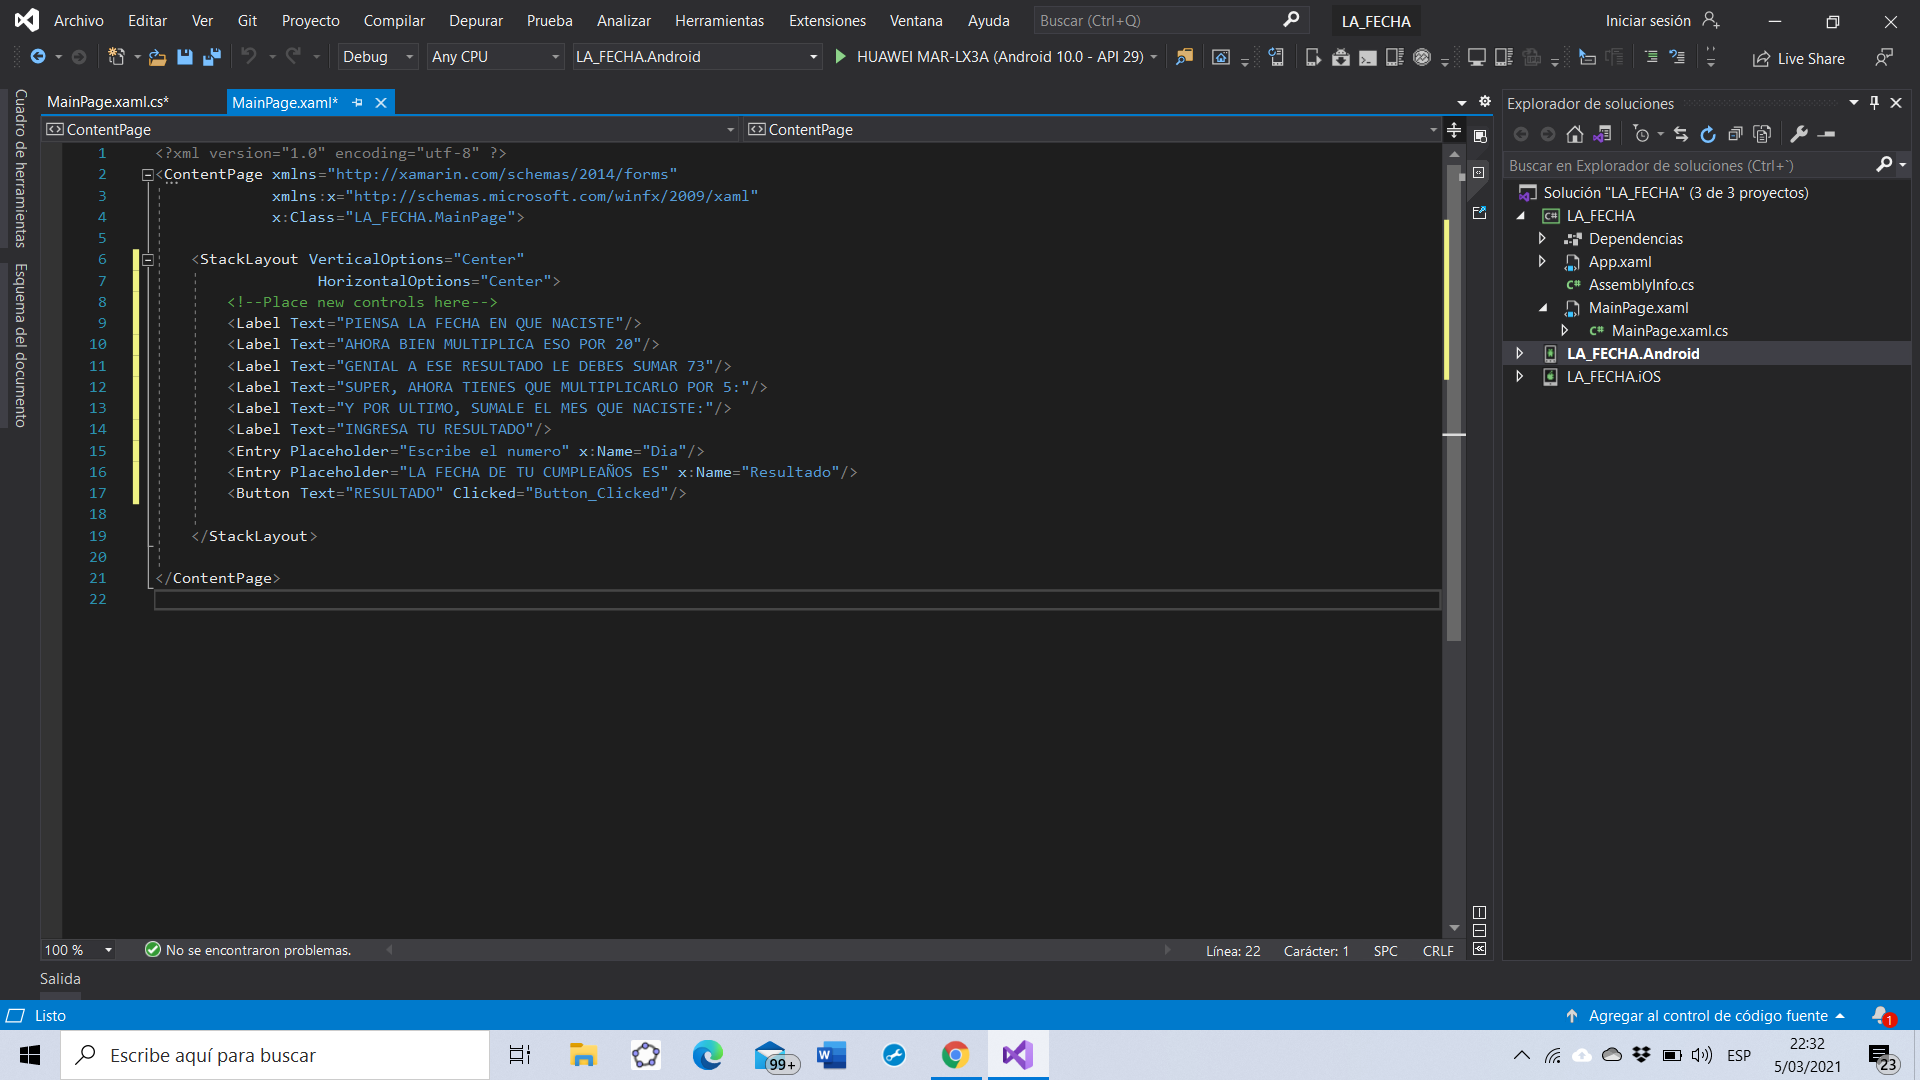 Archivo Editar Ver Git Proyecto Compilar Depurar Prueba Analizar Herramientas Extensiones Ventana Ayuda Buscar (Ctrl+Q) LA_FECHA Iniciar sesión
Debug Any CPU LA_FECHA.Android HUAWEI MAR-LX3A (Android 10.0 - API 29) Live Share
Cuadro de herramientas
Esquema del documento
MainPage.xaml.cs* MainPage.xaml*
ContentPage ContentPage
1 <?xml version="1.0" encoding="utf-8" ?>
2 <ContentPage xmlns="http://xamarin.com/schemas/2014/forms"
3 xmlns:x="http://schemas.microsoft.com/winfx/2009/xaml"
4 x:Class="LA_FECHA.MainPage">
5
6 <StackLayout VerticalOptions="Center"
7 HorizontalOptions="Center">
8 <!--Place new controls here-->
9 <Label Text="PIENSA LA FECHA EN QUE NACISTE"/>
10 <Label Text="AHORA BIEN MULTIPLICA ESO POR 20"/>
11 <Label Text="GENIAL A ESE RESULTADO LE DEBES SUMAR 73"/>
12 <Label Text="SUPER, AHORA TIENES QUE MULTIPLICARLO POR 5:"/>
13 <Label Text="Y POR ULTIMO, SUMALE EL MES QUE NACISTE:"/>
14 <Label Text="INGRESA TU RESULTADO"/>
15 <Entry Placeholder="Escribe el numero" x:Name="Dia"/>
16 <Entry Placeholder="LA FECHA DE TU CUMPLEAÑOS ES" x:Name="Resultado"/>
17 <Button Text="RESULTADO" Clicked="Button_Clicked"/>
18
19 </StackLayout>
20
21 </ContentPage>
22
100 % No se encontraron problemas. Línea: 22 Carácter: 1 SPC CRLF
Explorador de soluciones
Buscar en Explorador de soluciones (Ctrl+`)
Solución "LA_FECHA" (3 de 3 proyectos)
C# LA_FECHA
Dependencias
App.xaml
C# AssemblyInfo.cs
MainPage.xaml
C# MainPage.xaml.cs
LA_FECHA.Android
LA_FECHA.iOS
Salida
Listo Agregar al control de código fuente 1
Escribe aquí para buscar 99+ W ESP 22:32
5/03/2021 23